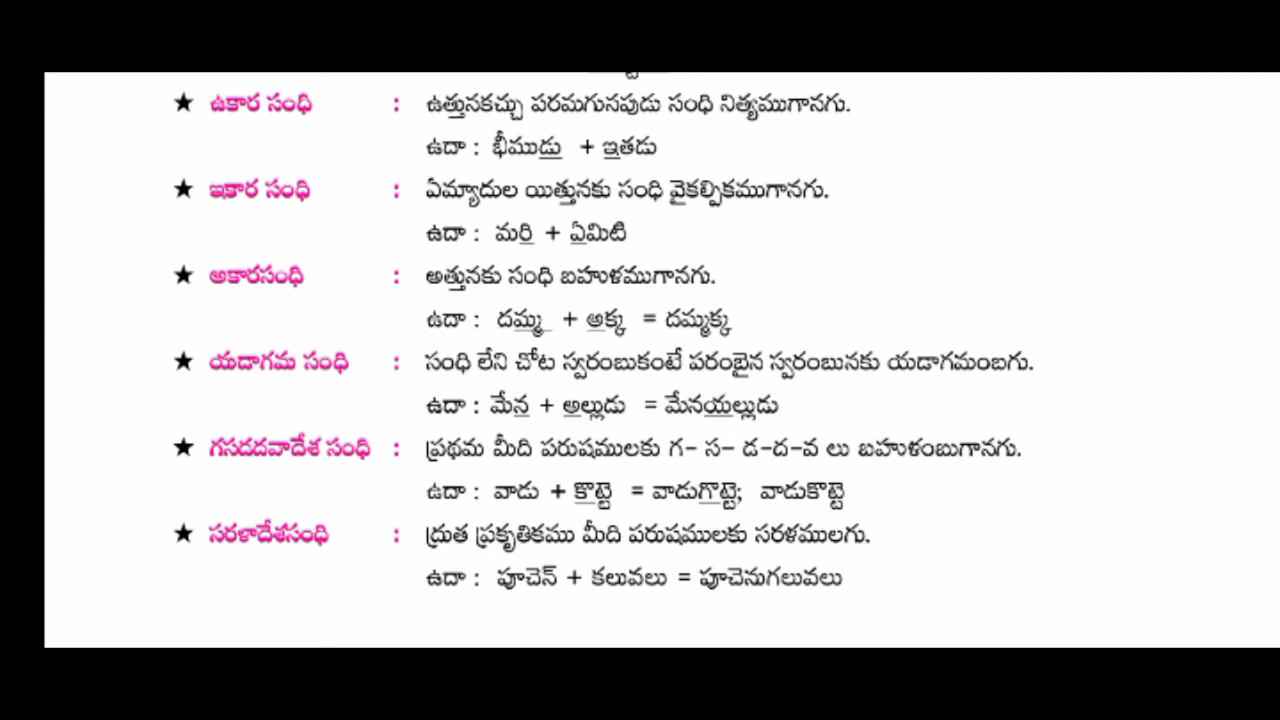 ★ ఉకార సంధి : ఉత్తునకచ్చు పరమగునపుడు సంధి నిత్యముగానగు.
ఉదా : భీముడు + ఇతడు
★ ఇకార సంధి : ఏమ్యాదుల యిత్తునకు సంధి వైకల్పికముగానగు.
ఉదా : మరి + ఏమిటి
★ అకారసంధి : అత్తునకు సంధి బహుళముగానగు.
ఉదా : దమ్మ + అక్క = దమ్మక్క
★ యడాగమ సంధి : సంధి లేని చోట స్వరంబుకంటే పరంబైన స్వరంబునకు యడాగమంబగు.
ఉదా : మేన + అల్లుడు = మేనయల్లుడు
★ గసడదవాదేశ సంధి : ప్రథమ మీది పరుషములకు గ- స- డ-ద-వ లు బహుళంబుగానగు.
ఉదా : వాడు + కొట్టె = వాడుగొట్టె; వాడుకొట్టె
★ సరళాదేశసంధి : ద్రుత ప్రకృతికము మీది పరుషములకు సరళములగు.
ఉదా : పూచెన్ + కలువలు = పూచెనుగలువలు